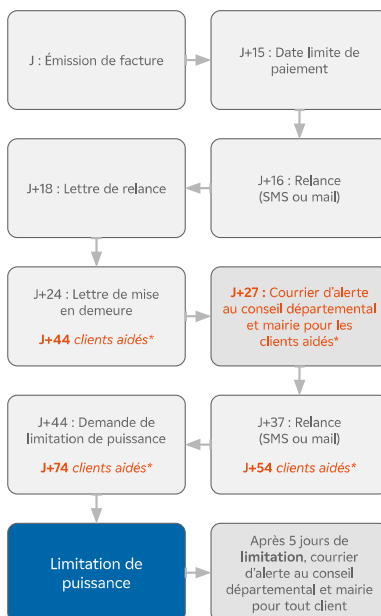 J : Émission de facture
J+15 : Date limite de
paiement
J+16 : Relance
(SMS ou mail)
J+18 : Lettre de relance
J+24 : Lettre de mise
en demeure
J+44 clients aidés*
J+27 : Courrier d'alerte
au conseil départemental
et mairie pour les
clients aidés*
J+37 : Relance
(SMS ou mail)
J+54 clients aidés*
J+44 : Demande de
limitation de puissance
J+74 clients aidés*
Limitation de
puissance
Après 5 jours de
limitation, courrier
d'alerte au conseil
départemental et mairie
pour tout client